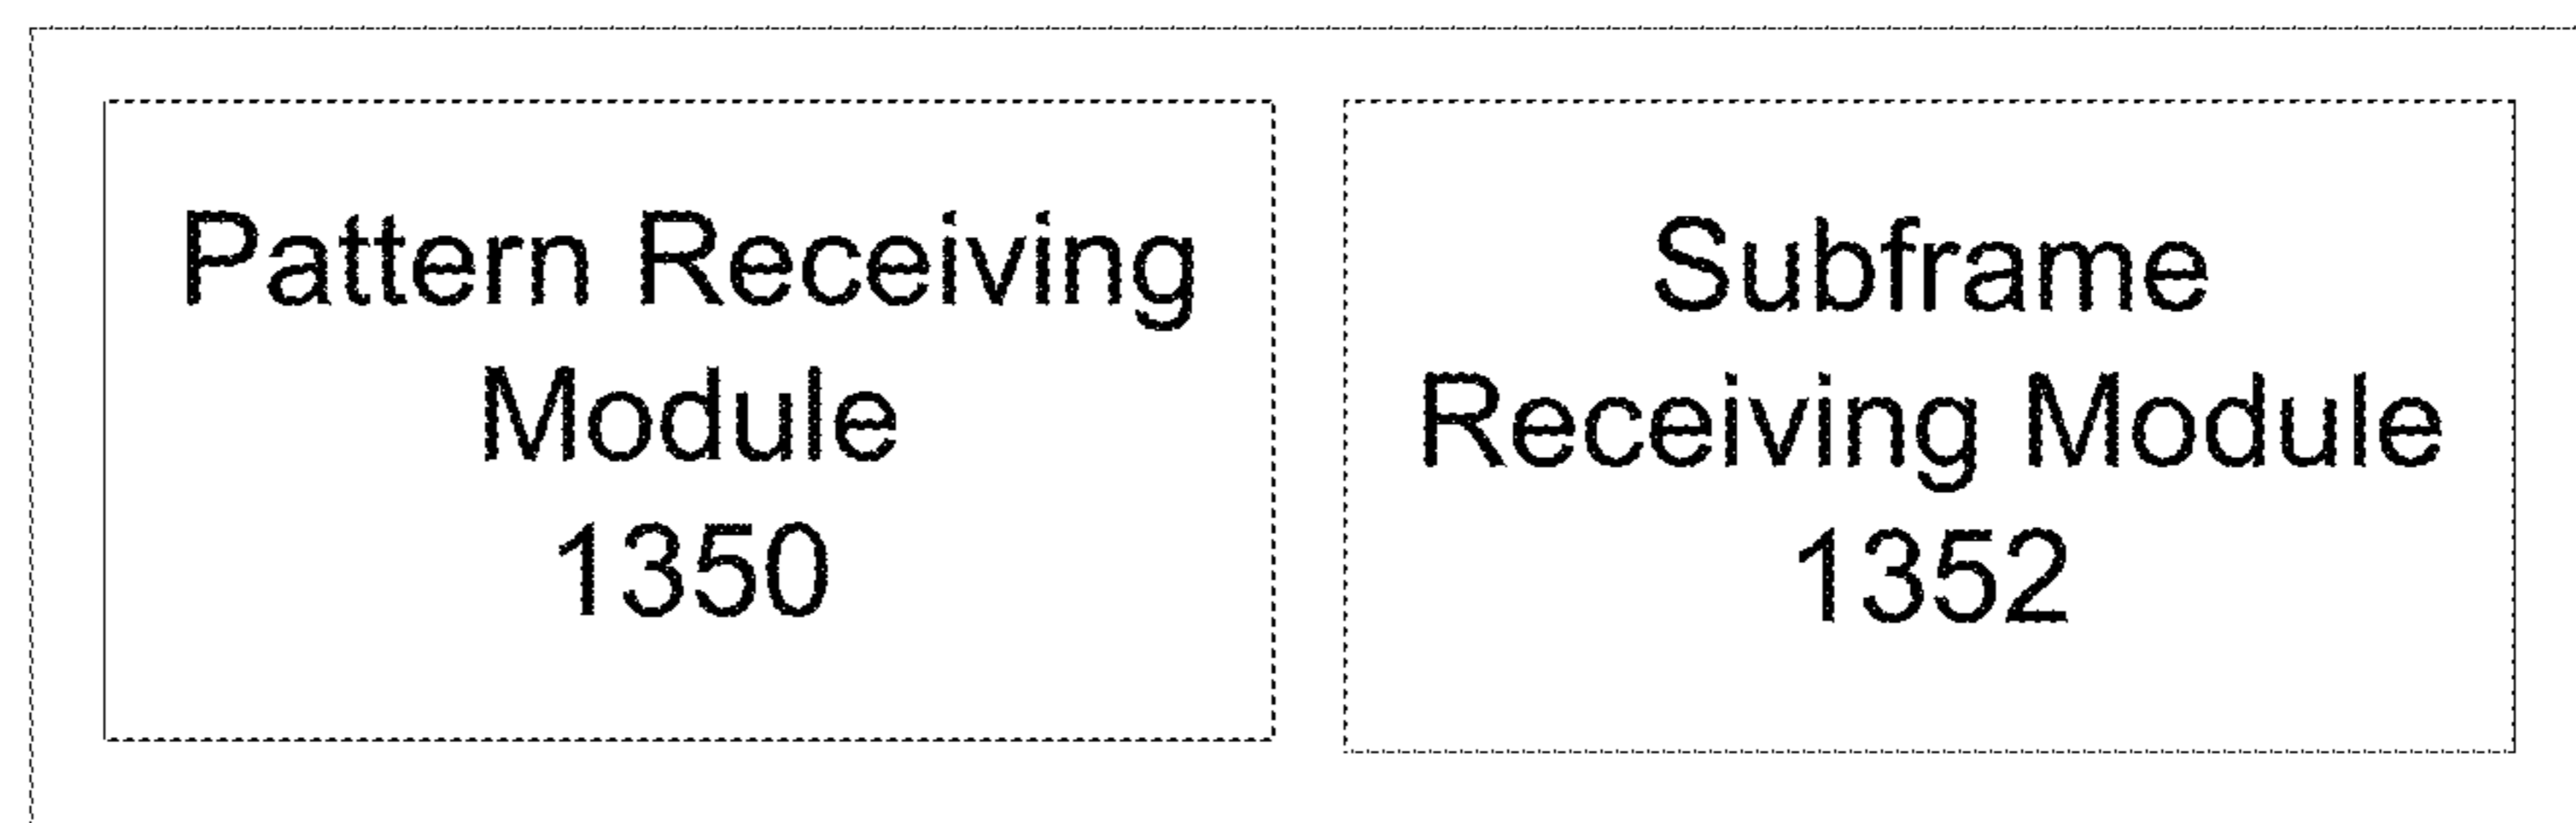 Pattern Receiving
Module
1350
Subframe
Receiving Module
1352